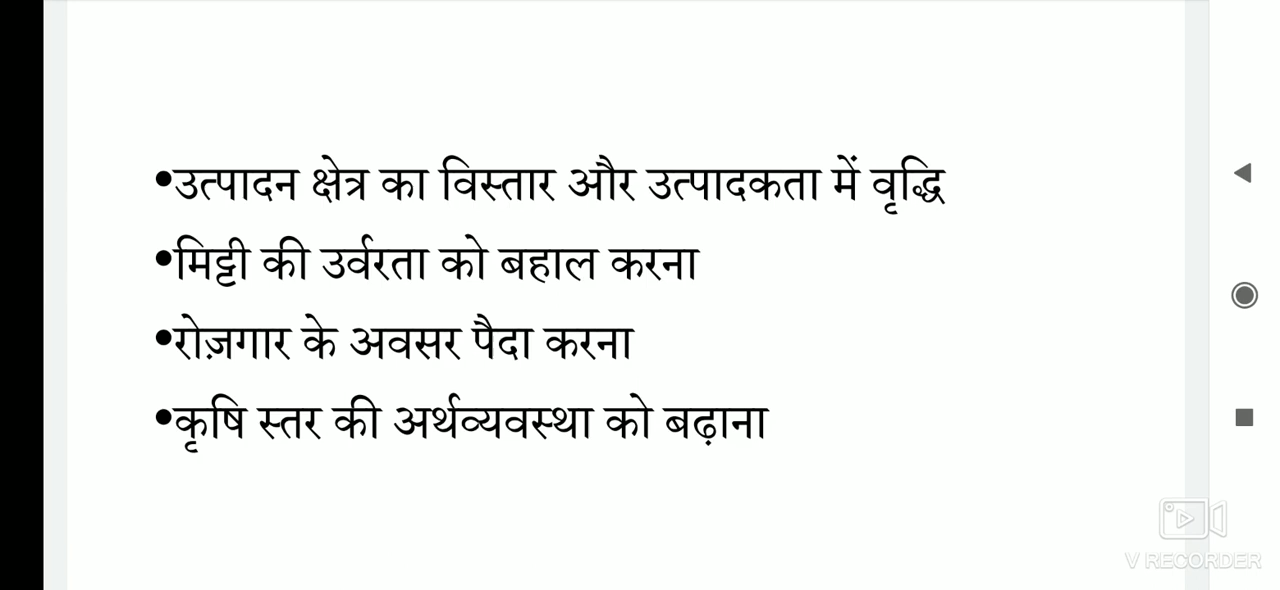 •उत्पादन क्षेत्र का विस्तार और उत्पादकता में वृद्धि
•मिट्टी की उर्वरता को बहाल करना
•रोज़गार के अवसर पैदा करना
•कृषि स्तर की अर्थव्यवस्था को बढ़ाना
V RECORDER